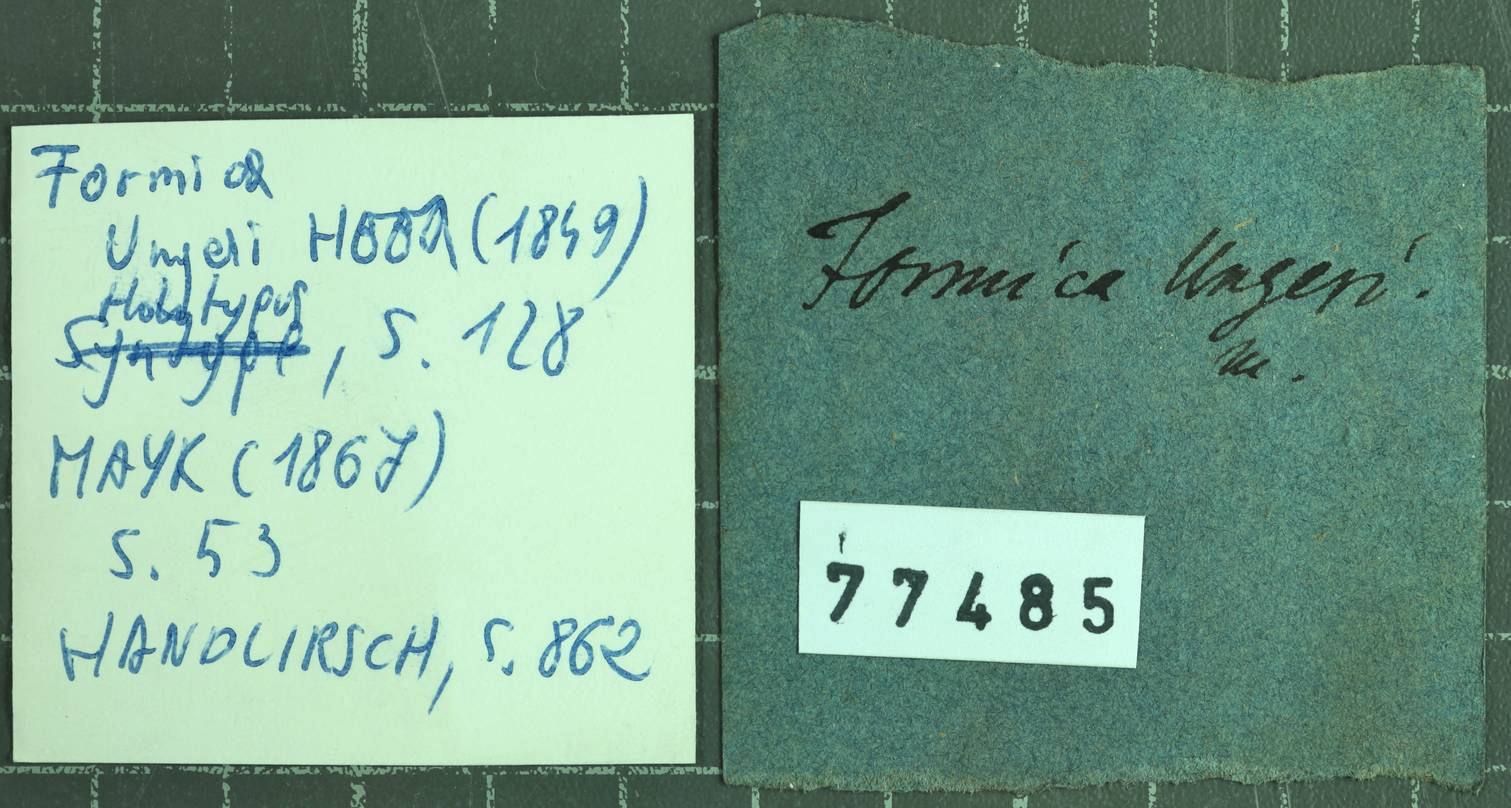 Formica
Ungeri HEER (1849)
Holotypus
Syntype, S. 128
MAYR (1867)
S. 53
HANDLIRSCH, S. 862
Formica Ungeri.
m.
77485